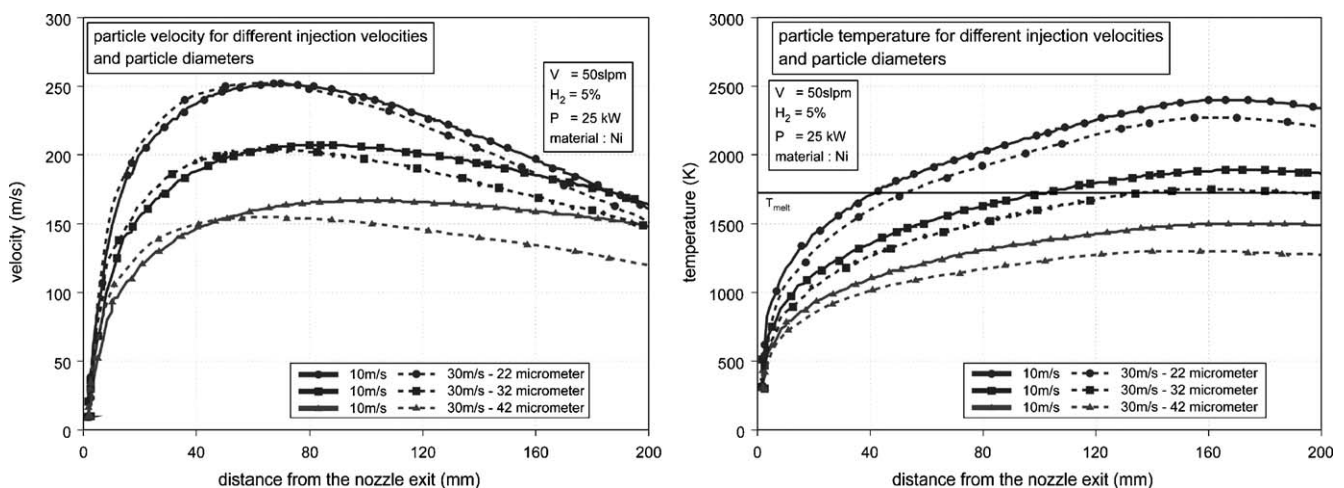 particle velocity for different injection velocities
and particle diameters
V = 50slpm
H2 = 5%
P = 25 kW
material : Ni
300
250
200
150
100
50
0
velocity (m/s)
10m/s 30m/s - 22 micrometer
10m/s 30m/s - 32 micrometer
10m/s 30m/s - 42 micrometer
0 40 80 120 160 200
distance from the nozzle exit (mm)
particle temperature for different injection velocities
and particle diameters
V = 50slpm
H2 = 5%
P = 25 kW
material : Ni
3000
2500
2000
1500
1000
500
0
temperature (K)
Tmelt
10m/s 30m/s - 22 micrometer
10m/s 30m/s - 32 micrometer
10m/s 30m/s - 42 micrometer
0 40 80 120 160 200
distance from the nozzle exit (mm)